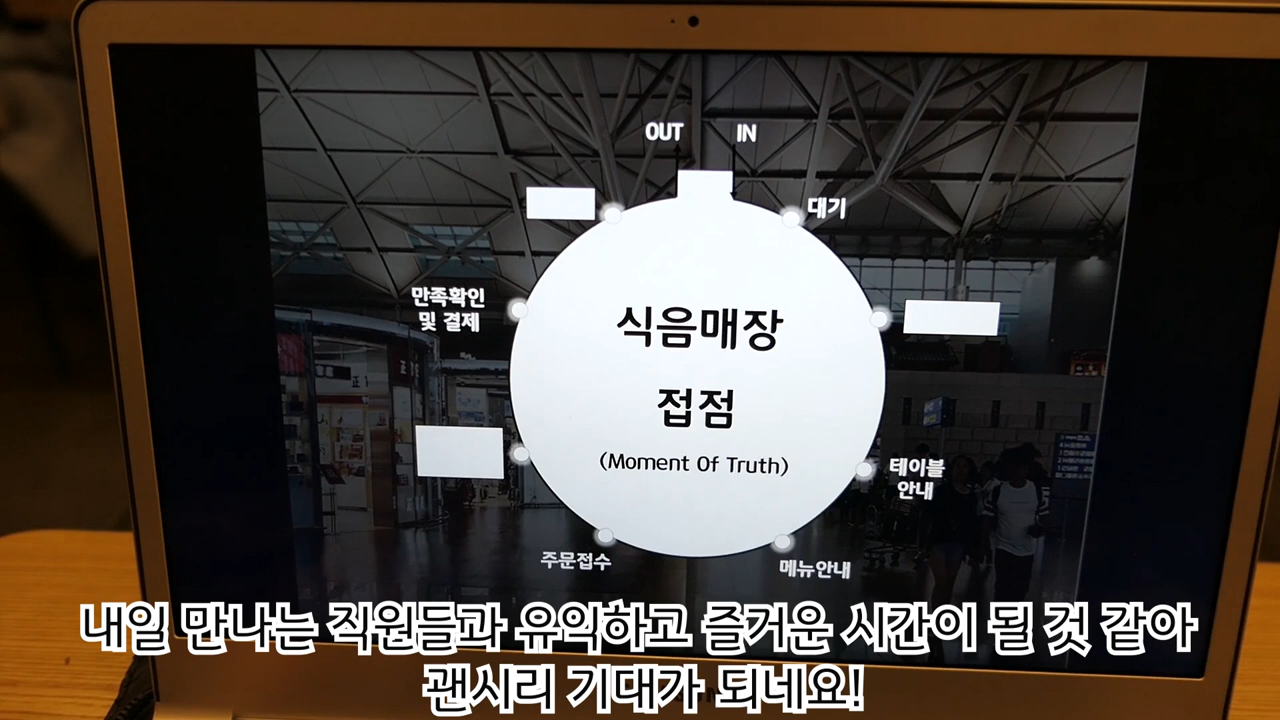 OUT IN
대기
만족확인
및 결제
식음매장
접점
(Moment Of Truth)
테이블
안내
주문접수
메뉴안내
내일 만나는 직원들과 유익하고 즐거운 시간이 될 것 같아
괜시리 기대가 되네요!